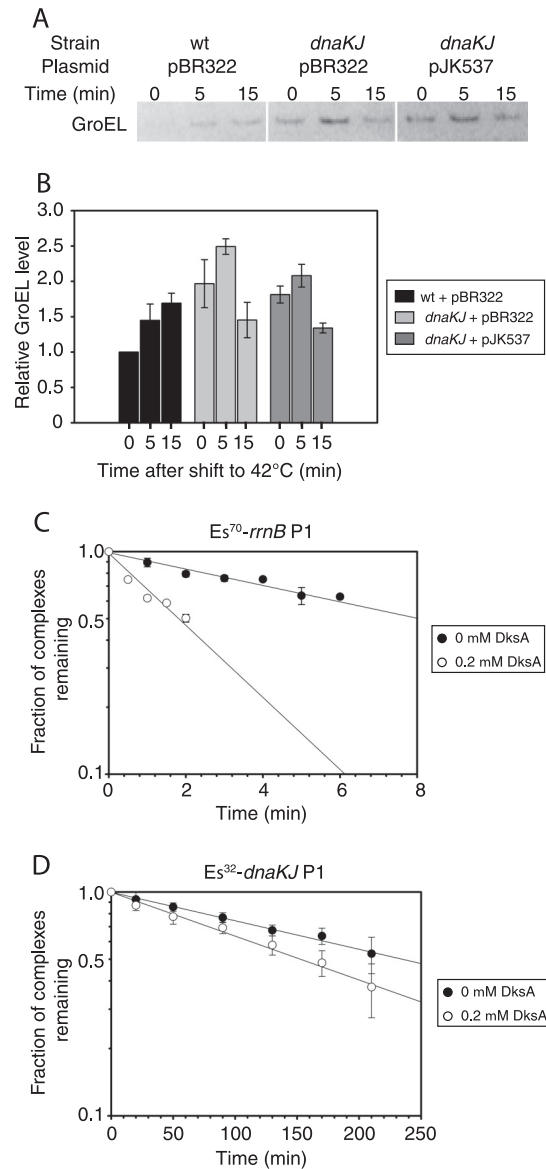 A
Strain wt dnaKJ dnaKJ
Plasmid pBR322 pBR322 pJK537
Time (min) 0 5 15 0 5 15 0 5 15
GroEL
B
3.0
2.5
2.0
1.5
1.0
0.5
0
Relative GroEL level
0 5 15 0 5 15 0 5 15
Time after shift to 42°C (min)
wt + pBR322
dnaKJ + pBR322
dnaKJ + pJK537
C
Es⁷⁰-rrnB P1
1.0
0.5
0.1
Fraction of complexes
remaining
0 2 4 6 8
Time (min)
0 mM DksA
0.2 mM DksA
D
Es³²-dnaKJ P1
1.0
0.5
0.1
Fraction of complexes
remaining
0 50 100 150 200 250
Time (min)
0 mM DksA
0.2 mM DksA